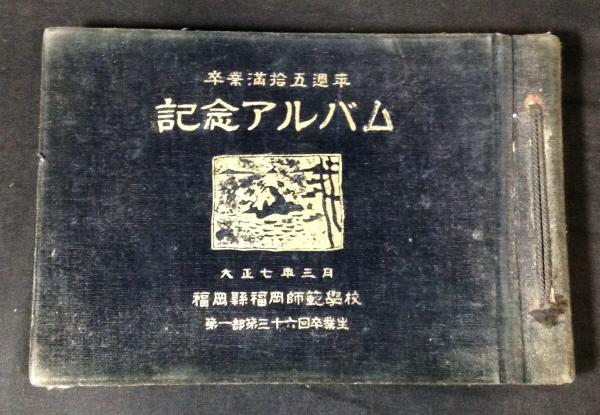 卒業滿拾五週年
記念アルバム
大正七年三月
福岡縣福岡師範學校
第一部第三十六回卒業生